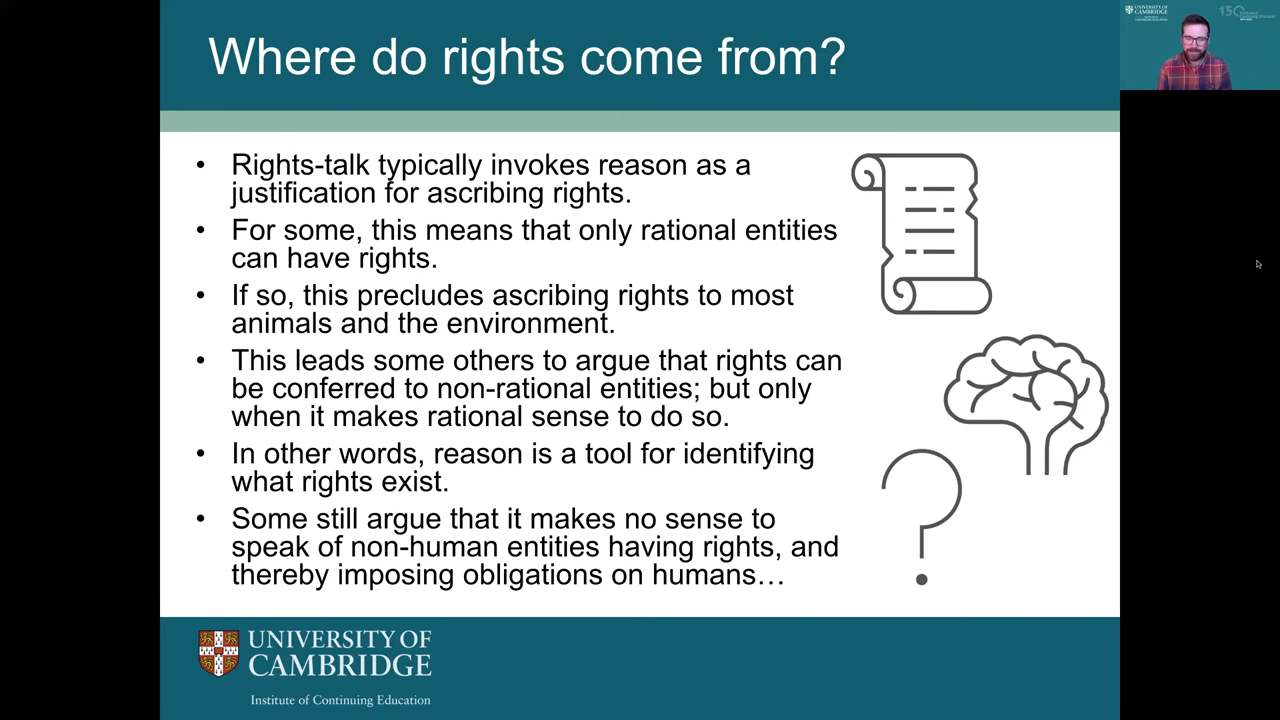 Where do rights come from?
UNIVERSITY OF
CAMBRIDGE
150
• Rights-talk typically invokes reason as a
justification for ascribing rights.
• For some, this means that only rational entities
can have rights.
• If so, this precludes ascribing rights to most
animals and the environment.
• This leads some others to argue that rights can
be conferred to non-rational entities; but only
when it makes rational sense to do so.
• In other words, reason is a tool for identifying
what rights exist.
• Some still argue that it makes no sense to
speak of non-human entities having rights, and
thereby imposing obligations on humans…
UNIVERSITY OF
CAMBRIDGE
Institute of Continuing Education